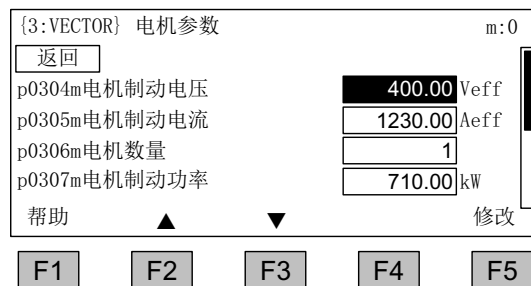 {3:VECTOR} 电机参数 m:0
返回
p0304m电机制动电压 400.00 Veff
p0305m电机制动电流 1230.00 Aeff
p0306m电机数量 1
p0307m电机制动功率 710.00 kW
帮助 ▲ ▼ 修改
F1 F2 F3 F4 F5